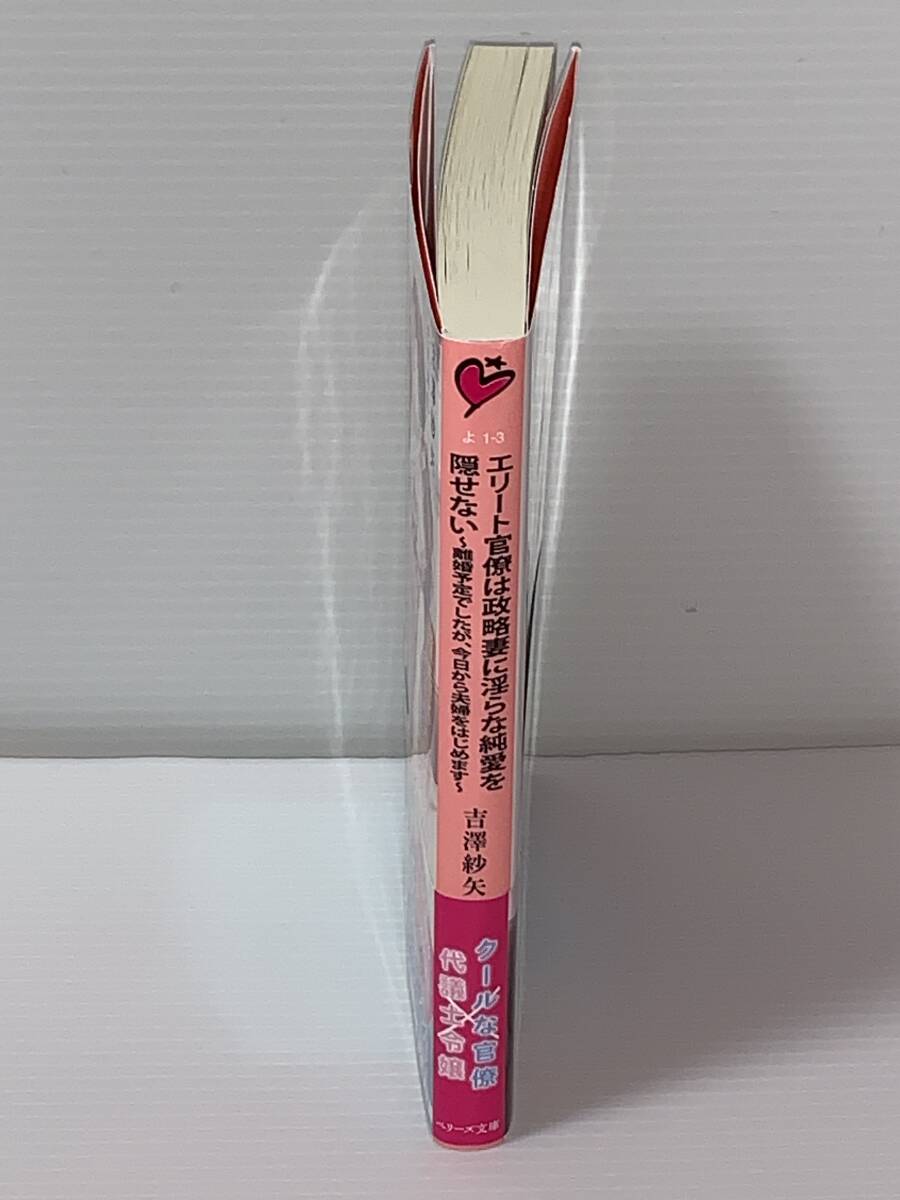 よ 1-3
エリート官僚は政略妻に淫らな純愛を
隠せない～離婚予定でしたが、今日から夫婦をはじめます～
吉澤紗矢
クールな官僚
×
代議士令嬢
ベリーズ文庫